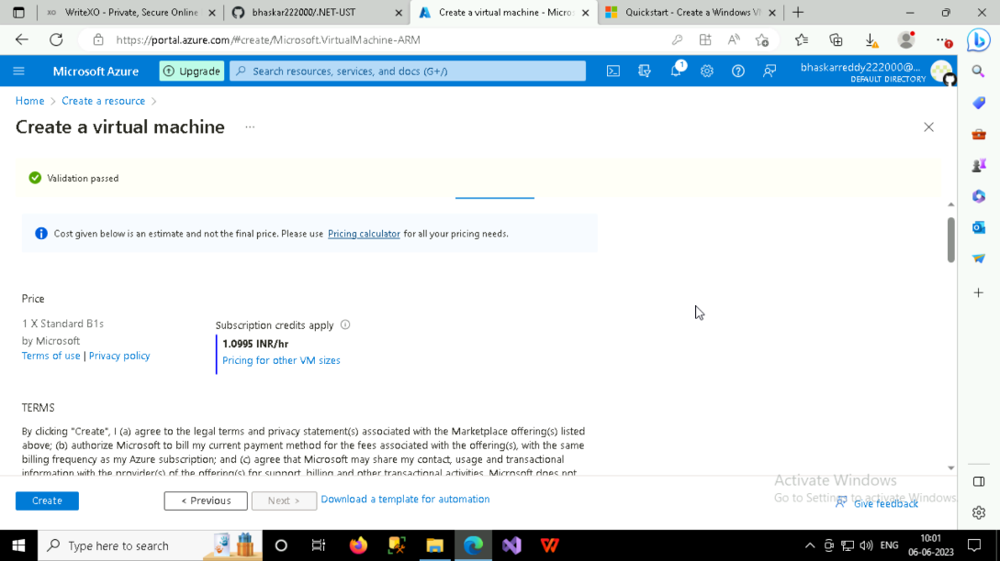 WriteXO - Private, Secure Online
bhaskar222000/.NET-UST
Create a virtual machine - Micros
Quickstart - Create a Windows VM
https://portal.azure.com/#create/Microsoft.VirtualMachine-ARM
Microsoft Azure
Upgrade
Search resources, services, and docs (G+/)
1
bhaskarreddy222000@...
DEFAULT DIRECTORY
Home > Create a resource >
Create a virtual machine ...
Validation passed
Cost given below is an estimate and not the final price. Please use Pricing calculator for all your pricing needs.
Price
1 X Standard B1s
by Microsoft
Terms of use | Privacy policy
Subscription credits apply
1.0995 INR/hr
Pricing for other VM sizes
TERMS
By clicking "Create", I (a) agree to the legal terms and privacy statement(s) associated with the Marketplace offering(s) listed
above; (b) authorize Microsoft to bill my current payment method for the fees associated with the offering(s), with the same
billing frequency as my Azure subscription; and (c) agree that Microsoft may share my contact, usage and transactional
information with the provider(s) of the offering(s) for support, billing and other transactional activities. Microsoft does not
Create
< Previous
Next >
Download a template for automation
Activate Windows
Go to Settings to activate Windows.
Give feedback
Type here to search
ENG
10:01
06-06-2023